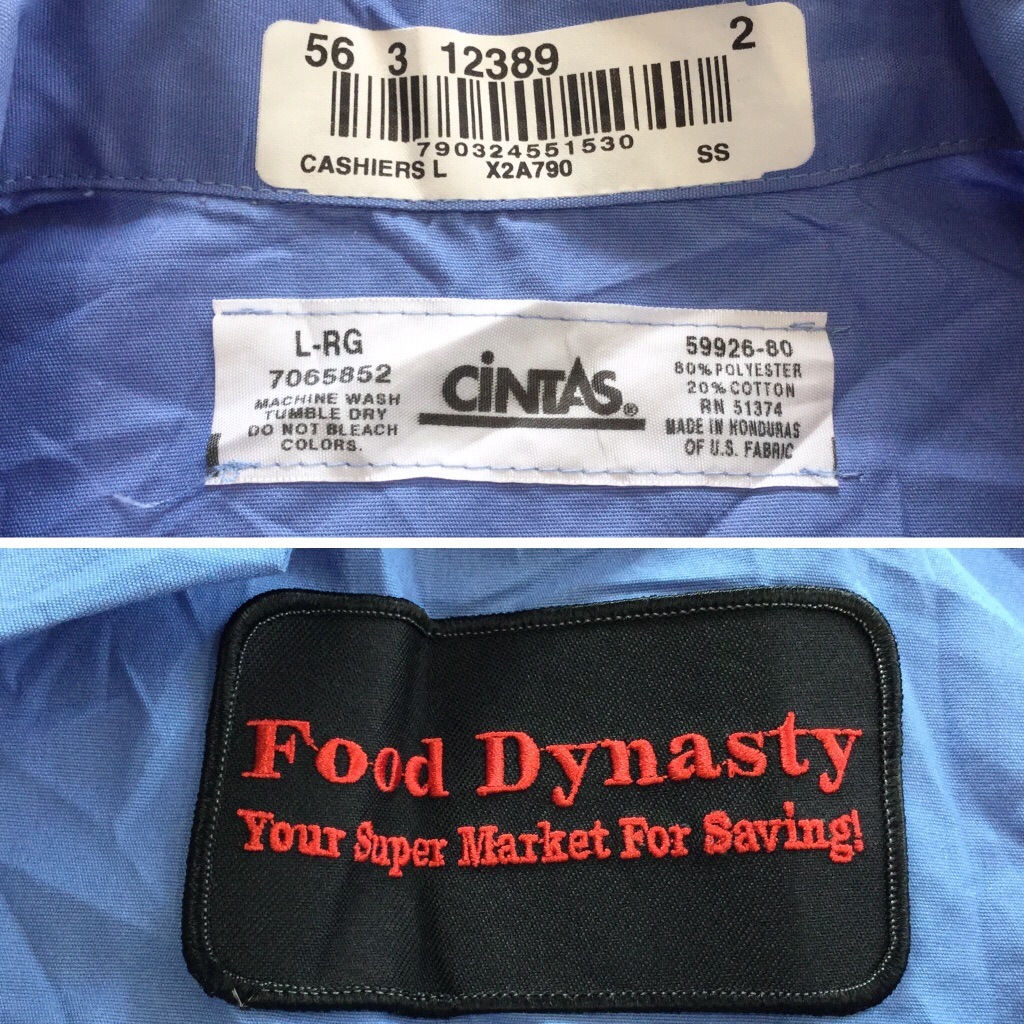 56 3 12389 2
790324551530
CASHIERS L X2A790 SS
L-RG
7065852
MACHINE WASH
TUMBLE DRY
DO NOT BLEACH
COLORS.
CINTAS®
59926-80
80% POLYESTER
20% COTTON
RN 51374
MADE IN HONDURAS
OF U.S. FABRIC
Food Dynasty
Your Super Market For Saving!